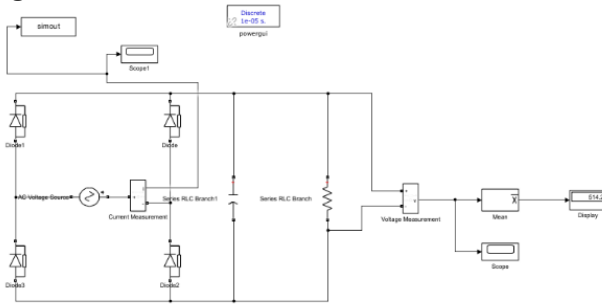 simout
Discrete
1e-05 s.
powergui
Scope1
Diode1
Diode
AC Voltage Source
Current Measurement
Series RLC Branch1
Series RLC Branch
Voltage Measurement
Mean
Display
Scope
Diode3
Diode2